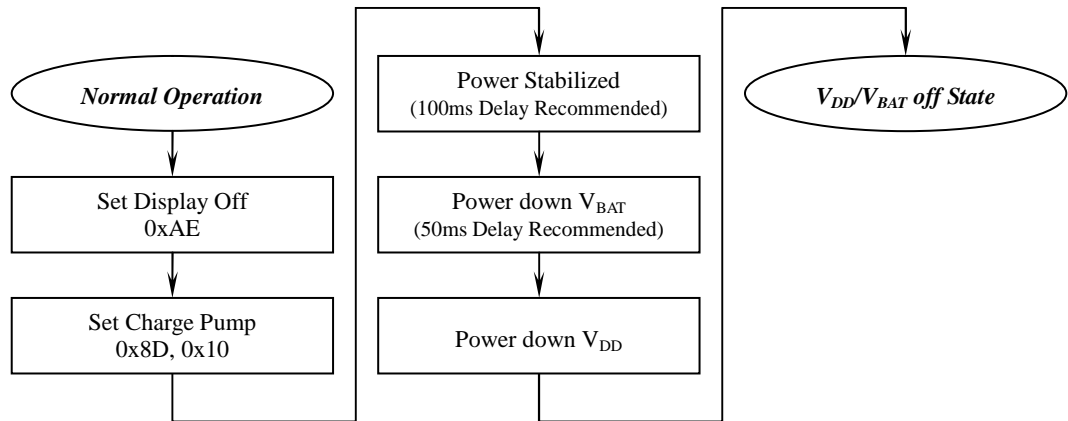 Normal Operation
Set Display Off
0xAE
Set Charge Pump
0x8D, 0x10
Power Stabilized
(100ms Delay Recommended)
Power down VBAT
(50ms Delay Recommended)
Power down VDD
VDD/VBAT off State